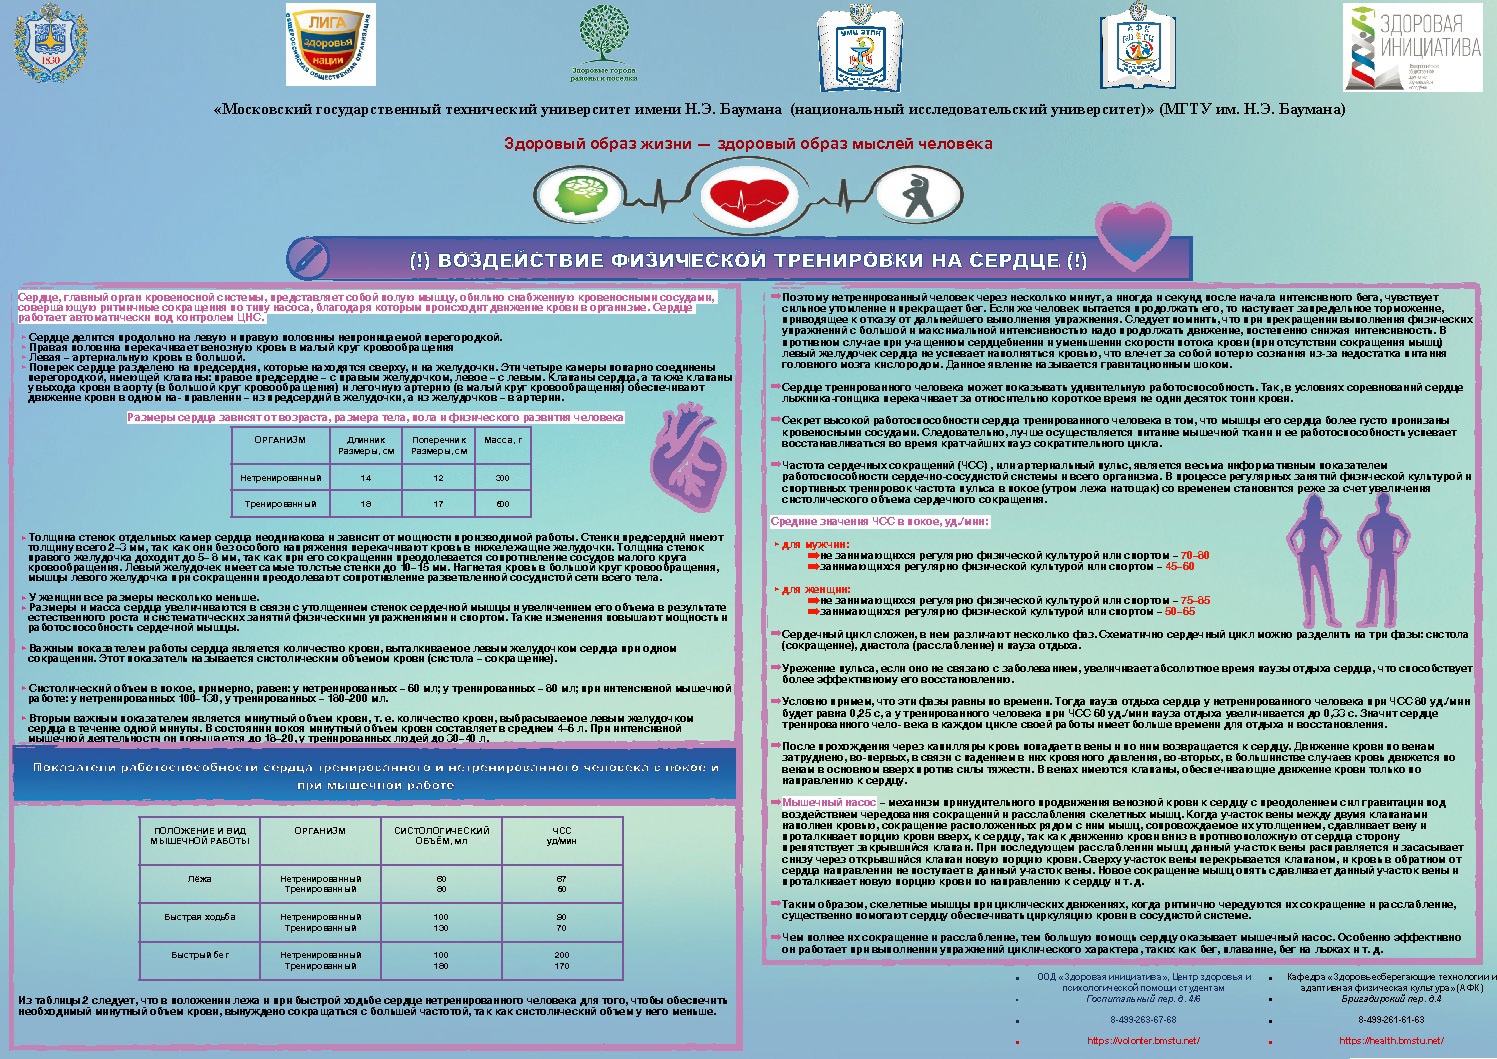 1830
ЛИГА
здоровья
нации
ОБЩЕРОССИЙСКАЯ ОБЩЕСТВЕННАЯ ОРГАНИЗАЦИЯ
Здоровые города
районы и поселки
УМЦ ЭТПН
ЗДОРОВАЯ
ИНИЦИАТИВА
«Московский государственный технический университет имени Н.Э. Баумана (национальный исследовательский университет)» (МГТУ им. Н.Э. Баумана)
Здоровый образ жизни — здоровый образ мыслей человека
(!) ВОЗДЕЙСТВИЕ ФИЗИЧЕСКОЙ ТРЕНИРОВКИ НА СЕРДЦЕ (!)
Сердце, главный орган кровеносной системы, представляет собой полую мышцу, обильно снабженную кровеносными сосудами,
совершающую ритмичные сокращения по типу насоса, благодаря которым происходит движение крови в организме. Сердце
работает автоматически под контролем ЦНС.
Сердце делится продольно на левую и правую половины непроницаемой перегородкой.
Правая половина перекачивает венозную кровь в малый круг кровообращения
Левая – артериальную кровь в большой.
Поперек сердце разделено на предсердия, которые находятся сверху, и на желудочки. Эти четыре камеры попарно соединены
перегородкой, имеющей клапаны: правое предсердие – с правым желудочком, левое – с левым. Клапаны сердца, а также клапаны
у выхода крови в аорту (в большой круг кровообращения) и легочную артерию (в малый круг кровообращения) обеспечивают
движение крови в одном на- правлении – из предсердий в желудочки, а из желудочков – в артерии.
Размеры сердца зависят от возраста, размера тела, пола и физического развития человека
ОРГАНИЗМ Длинник Размеры, см Поперечник Размеры, см Масса, г
Нетренированный 14 12 300
Тренированный 18 17 600
Толщина стенок отдельных камер сердца неодинакова и зависит от мощности производимой работы. Стенки предсердий имеют
толщину всего 2–3 мм, так как они без особого напряжения перекачивают кровь в нижележащие желудочки. Толщина стенок
правого желудочка доходит до 5– 8 мм, так как при его сокращении преодолевается сопротивление сосудов малого круга
кровообращения. Левый желудочек имеет самые толстые стенки до 10–15 мм. Нагнетая кровь в большой круг кровообращения,
мышцы левого желудочка при сокращении преодолевают сопротивление разветвленной сосудистой сети всего тела.
У женщин все размеры несколько меньше.
Размеры и масса сердца увеличиваются в связи с утолщением стенок сердечной мышцы и увеличением его объема в результате
естественного роста и систематических занятий физическими упражнениями и спортом. Такие изменения повышают мощность и
работоспособность сердечной мышцы.
Важным показателем работы сердца является количество крови, выталкиваемое левым желудочком сердца при одном
сокращении. Этот показатель называется систолическим объемом крови (систола – сокращение).
Систолический объем в покое, примерно, равен: у нетренированных – 60 мл; у тренированных – 80 мл; при интенсивной мышечной
работе: у нетренированных 100–130, у тренированных – 180–200 мл.
Вторым важным показателем является минутный объем крови, т. е. количество крови, выбрасываемое левым желудочком
сердца в течение одной минуты. В состоянии покоя минутный объем крови составляет в среднем 4–6 л. При интенсивной
мышечной деятельности он повышается до 18–20, у тренированных людей до 30–40 л.
Показатели работоспособности сердца тренированного и нетренированного человека в покое и
при мышечной работе
ПОЛОЖЕНИЕ И ВИД МЫШЕЧНОЙ РАБОТЫ ОРГАНИЗМ СИСТОЛОГИЧЕСКИЙ ОБЪЁМ, мл ЧСС уд/мин
Лёжа Нетренированный 60 67
Тренированный 80 50
Быстрая ходьба Нетренированный 100 90
Тренированный 130 70
Быстрый бег Нетренированный 100 200
Тренированный 180 170
Из таблицы 2 следует, что в положении лежа и при быстрой ходьбе сердце нетренированного человека для того, чтобы обеспечить
необходимый минутный объем крови, вынуждено сокращаться с большей частотой, так как систолический объем у него меньше.
Поэтому нетренированный человек через несколько минут, а иногда и секунд после начала интенсивного бега, чувствует
сильное утомление и прекращает бег. Если же человек пытается продолжать его, то наступает запредельное торможение,
приводящее к отказу от дальнейшего выполнения упражнения. Следует помнить, что при прекращении выполнения физических
упражнений с большой и максимальной интенсивностью надо продолжать движение, постепенно снижая интенсивность. В
противном случае при учащенном сердцебиении и уменьшении скорости потока крови (при отсутствии сокращения мышц)
левый желудочек сердца не успевает наполняться кровью, что влечет за собой потерю сознания из-за недостатка питания
головного мозга кислородом. Данное явление называется гравитационным шоком.
Сердце тренированного человека может показывать удивительную работоспособность. Так, в условиях соревнований сердце
лыжника-гонщика перекачивает за относительно короткое время не один десяток тонн крови.
Секрет высокой работоспособности сердца тренированного человека в том, что мышцы его сердца более густо пронизаны
кровеносными сосудами. Следовательно, лучше осуществляется питание мышечной ткани и ее работоспособность успевает
восстанавливаться во время кратчайших пауз сократительного цикла.
Частота сердечных сокращений (ЧСС) , или артериальный пульс, является весьма информативным показателем
работоспособности сердечно-сосудистой системы и всего организма. В процессе регулярных занятий физической культурой и
спортивных тренировок частота пульса в покое (утром лежа натощак) со временем становится реже за счет увеличения
систолического объема сердечного сокращения.
Средние значения ЧСС в покое, уд./мин:
для мужчин:
не занимающихся регулярно физической культурой или спортом – 70–80
занимающихся регулярно физической культурой или спортом – 45–60
для женщин:
не занимающихся регулярно физической культурой или спортом – 75–85
занимающихся регулярно физической культурой или спортом – 50–65
Сердечный цикл сложен, в нем различают несколько фаз. Схематично сердечный цикл можно разделить на три фазы: систола
(сокращение), диастола (расслабление) и пауза отдыха.
Урежение пульса, если оно не связано с заболеванием, увеличивает абсолютное время паузы отдыха сердца, что способствует
более эффективному его восстановлению.
Условно примем, что эти фазы равны по времени. Тогда пауза отдыха сердца у нетренированного человека при ЧСС 80 уд./мин
будет равна 0,25 с, а у тренированного человека при ЧСС 60 уд./мин пауза отдыха увеличивается до 0,33 с. Значит сердце
тренированного чело- века в каждом цикле своей работы имеет больше времени для отдыха и восстановления.
После прохождения через капилляры кровь попадает в вены и по ним возвращается к сердцу. Движение крови по венам
затруднено, во-первых, в связи с падением в них кровяного давления, во-вторых, в большинстве случаев кровь движется по
венам в основном вверх против силы тяжести. В венах имеются клапаны, обеспечивающие движение крови только по
направлению к сердцу.
Мышечный насос – механизм принудительного продвижения венозной крови к сердцу с преодолением сил гравитации под
воздействием чередования сокращений и расслабления скелетных мышц. Когда участок вены между двумя клапанами
наполнен кровью, сокращение расположенных рядом с ним мышц, сопровождаемое их утолщением, сдавливает вену и
проталкивает порцию крови вверх, к сердцу, так как движению крови вниз в противоположную от сердца сторону
препятствует закрывшийся клапан. При последующем расслаблении мышц данный участок вены расправляется и засасывает
снизу через открывшийся клапан новую порцию крови. Сверху участок вены перекрывается клапаном, и кровь в обратном от
сердца направлении не поступает в данный участок вены. Новое сокращение мышц опять сдавливает данный участок вены и
проталкивает новую порцию крови по направлению к сердцу и т. д.
Таким образом, скелетные мышцы при циклических движениях, когда ритмично чередуются их сокращение и расслабление,
существенно помогают сердцу обеспечивать циркуляцию крови в сосудистой системе.
Чем полнее их сокращение и расслабление, тем большую помощь сердцу оказывает мышечный насос. Особенно эффективно
он работает при выполнении упражнений циклического характера, таких как бег, плавание, бег на лыжах и т. д.
ООД «Здоровая инициатива», Центр здоровья и
психологической помощи студентам
Госпитальный пер. д. 4/6
8-499-263-67-68
https://volonter.bmstu.net/
Кафедра «Здоровьесберегающие технологии и
адаптивная физическая культура» (АФК)
Бригадирский пер. д.4
8-499-261-61-63
https://health.bmstu.net/